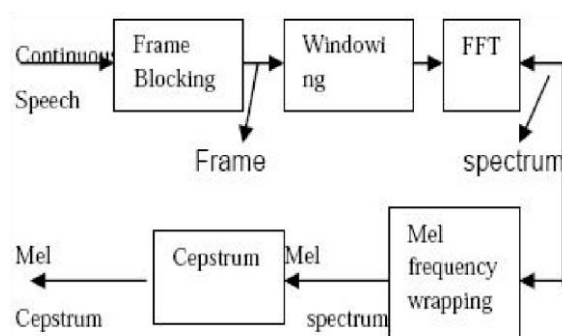 Continuous
Speech
Frame
Blocking
Windowi
ng
FFT
Frame
spectrum
Mel
frequency
wrapping
Mel
spectrum
Cepstrum
Mel
Cepstrum